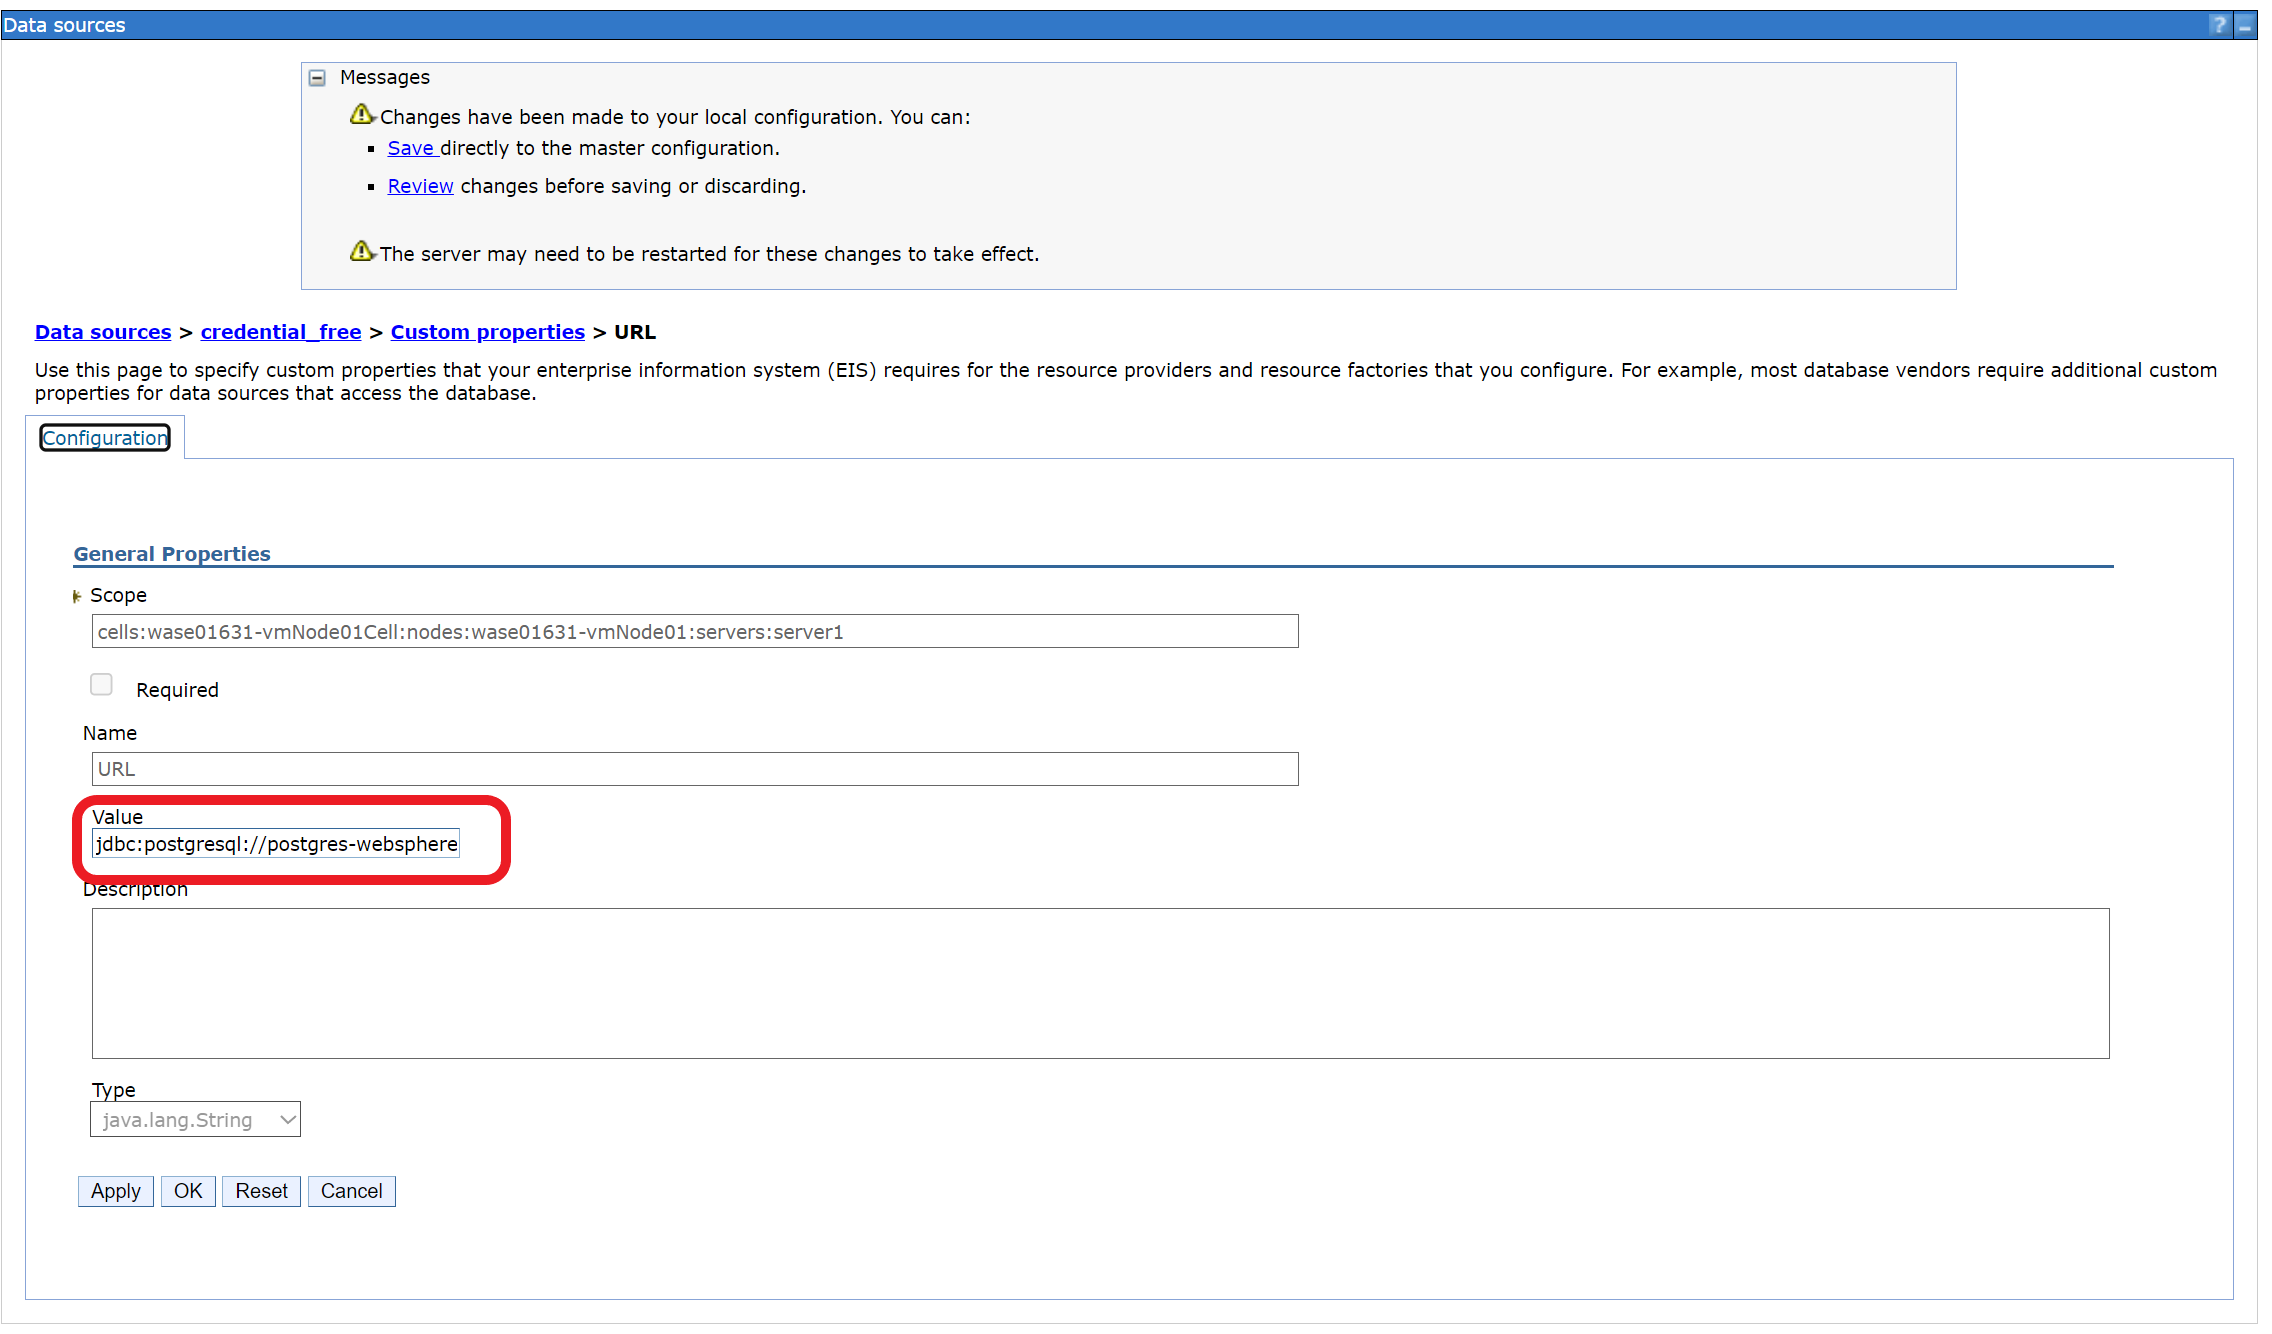 Data sources
?
Messages
Changes have been made to your local configuration. You can:
Save directly to the master configuration.
Review changes before saving or discarding.
The server may need to be restarted for these changes to take effect.
Data sources > credential_free > Custom properties > URL
Use this page to specify custom properties that your enterprise information system (EIS) requires for the resource providers and resource factories that you configure. For example, most database vendors require additional custom
properties for data sources that access the database.
Configuration
General Properties
Scope
cells:wase01631-vmNode01Cell:nodes:wase01631-vmNode01:servers:server1
Required
Name
URL
Value
jdbc:postgresql://postgres-websphere
Description
Type
java.lang.String
Apply OK Reset Cancel